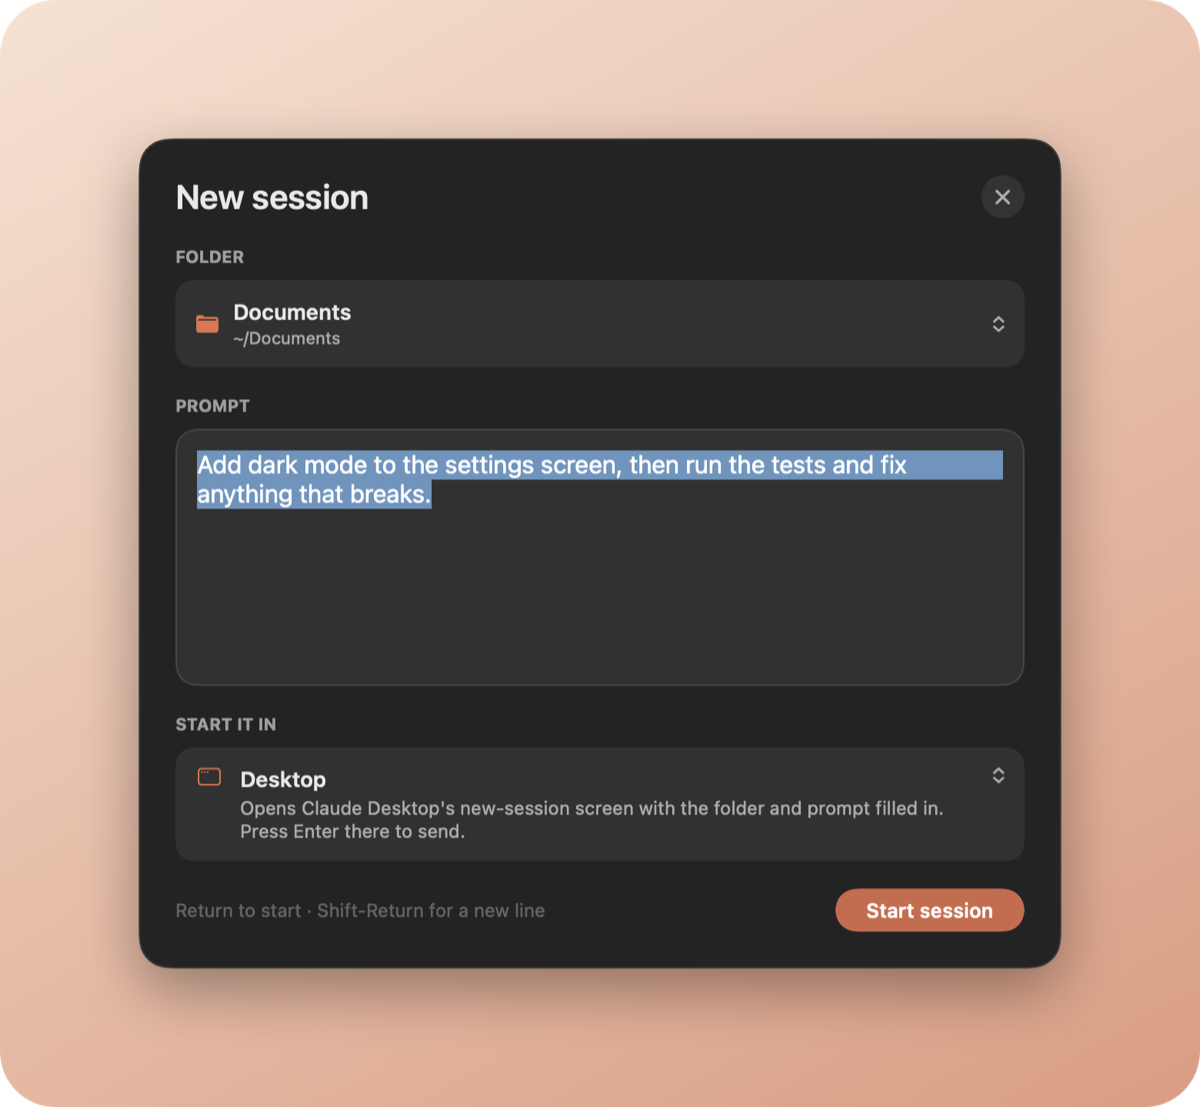 New session
FOLDER
Documents
~/Documents
PROMPT
Add dark mode to the settings screen, then run the tests and fix
anything that breaks.
START IT IN
Desktop
Opens Claude Desktop's new-session screen with the folder and prompt filled in.
Press Enter there to send.
Return to start · Shift-Return for a new line
Start session